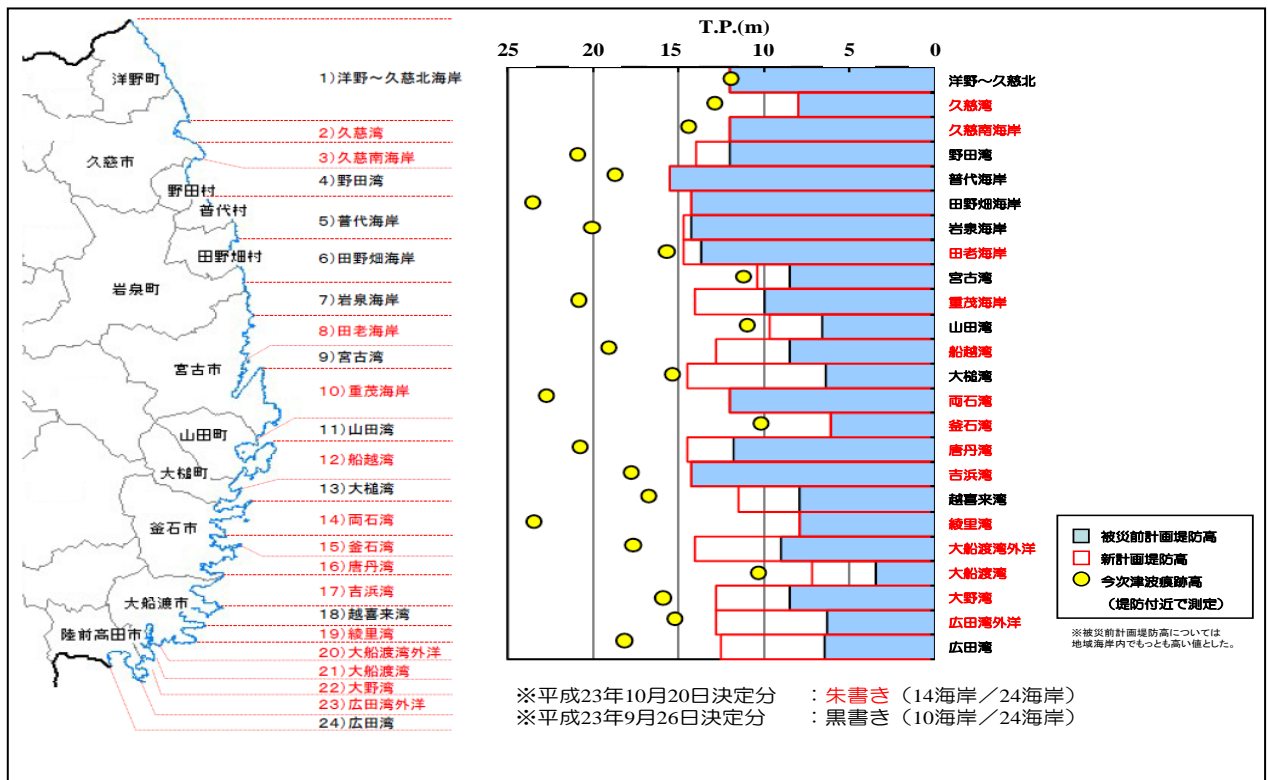 洋野町
久慈市
野田村
普代村
田野畑村
岩泉町
宮古市
山田町
大槌町
釜石市
大船渡市
陸前高田市
1)洋野~久慈北海岸
2)久慈湾
3)久慈南海岸
4)野田湾
5)普代海岸
6)田野畑海岸
7)岩泉海岸
8)田老海岸
9)宮古湾
10)重茂海岸
11)山田湾
12)船越湾
13)大槌湾
14)両石湾
15)釜石湾
16)唐丹湾
17)吉浜湾
18)越喜来湾
19)綾里湾
20)大船渡湾外洋
21)大船渡湾
22)大野湾
23)広田湾外洋
24)広田湾
T.P.(m)
25 20 15 10 5 0
洋野~久慈北
久慈湾
久慈南海岸
野田湾
普代海岸
田野畑海岸
岩泉海岸
田老海岸
宮古湾
重茂海岸
山田湾
船越湾
大槌湾
両石湾
釜石湾
唐丹湾
吉浜湾
越喜来湾
綾里湾
大船渡湾外洋
大船渡湾
大野湾
広田湾外洋
広田湾
被災前計画堤防高
新計画堤防高
今次津波痕跡高
(堤防付近で測定)
※被災前計画堤防高については
地域海岸内でもっとも高い値とした。
※平成23年10月20日決定分 :朱書き(14海岸/24海岸)
※平成23年9月26日決定分 :黒書き(10海岸/24海岸)